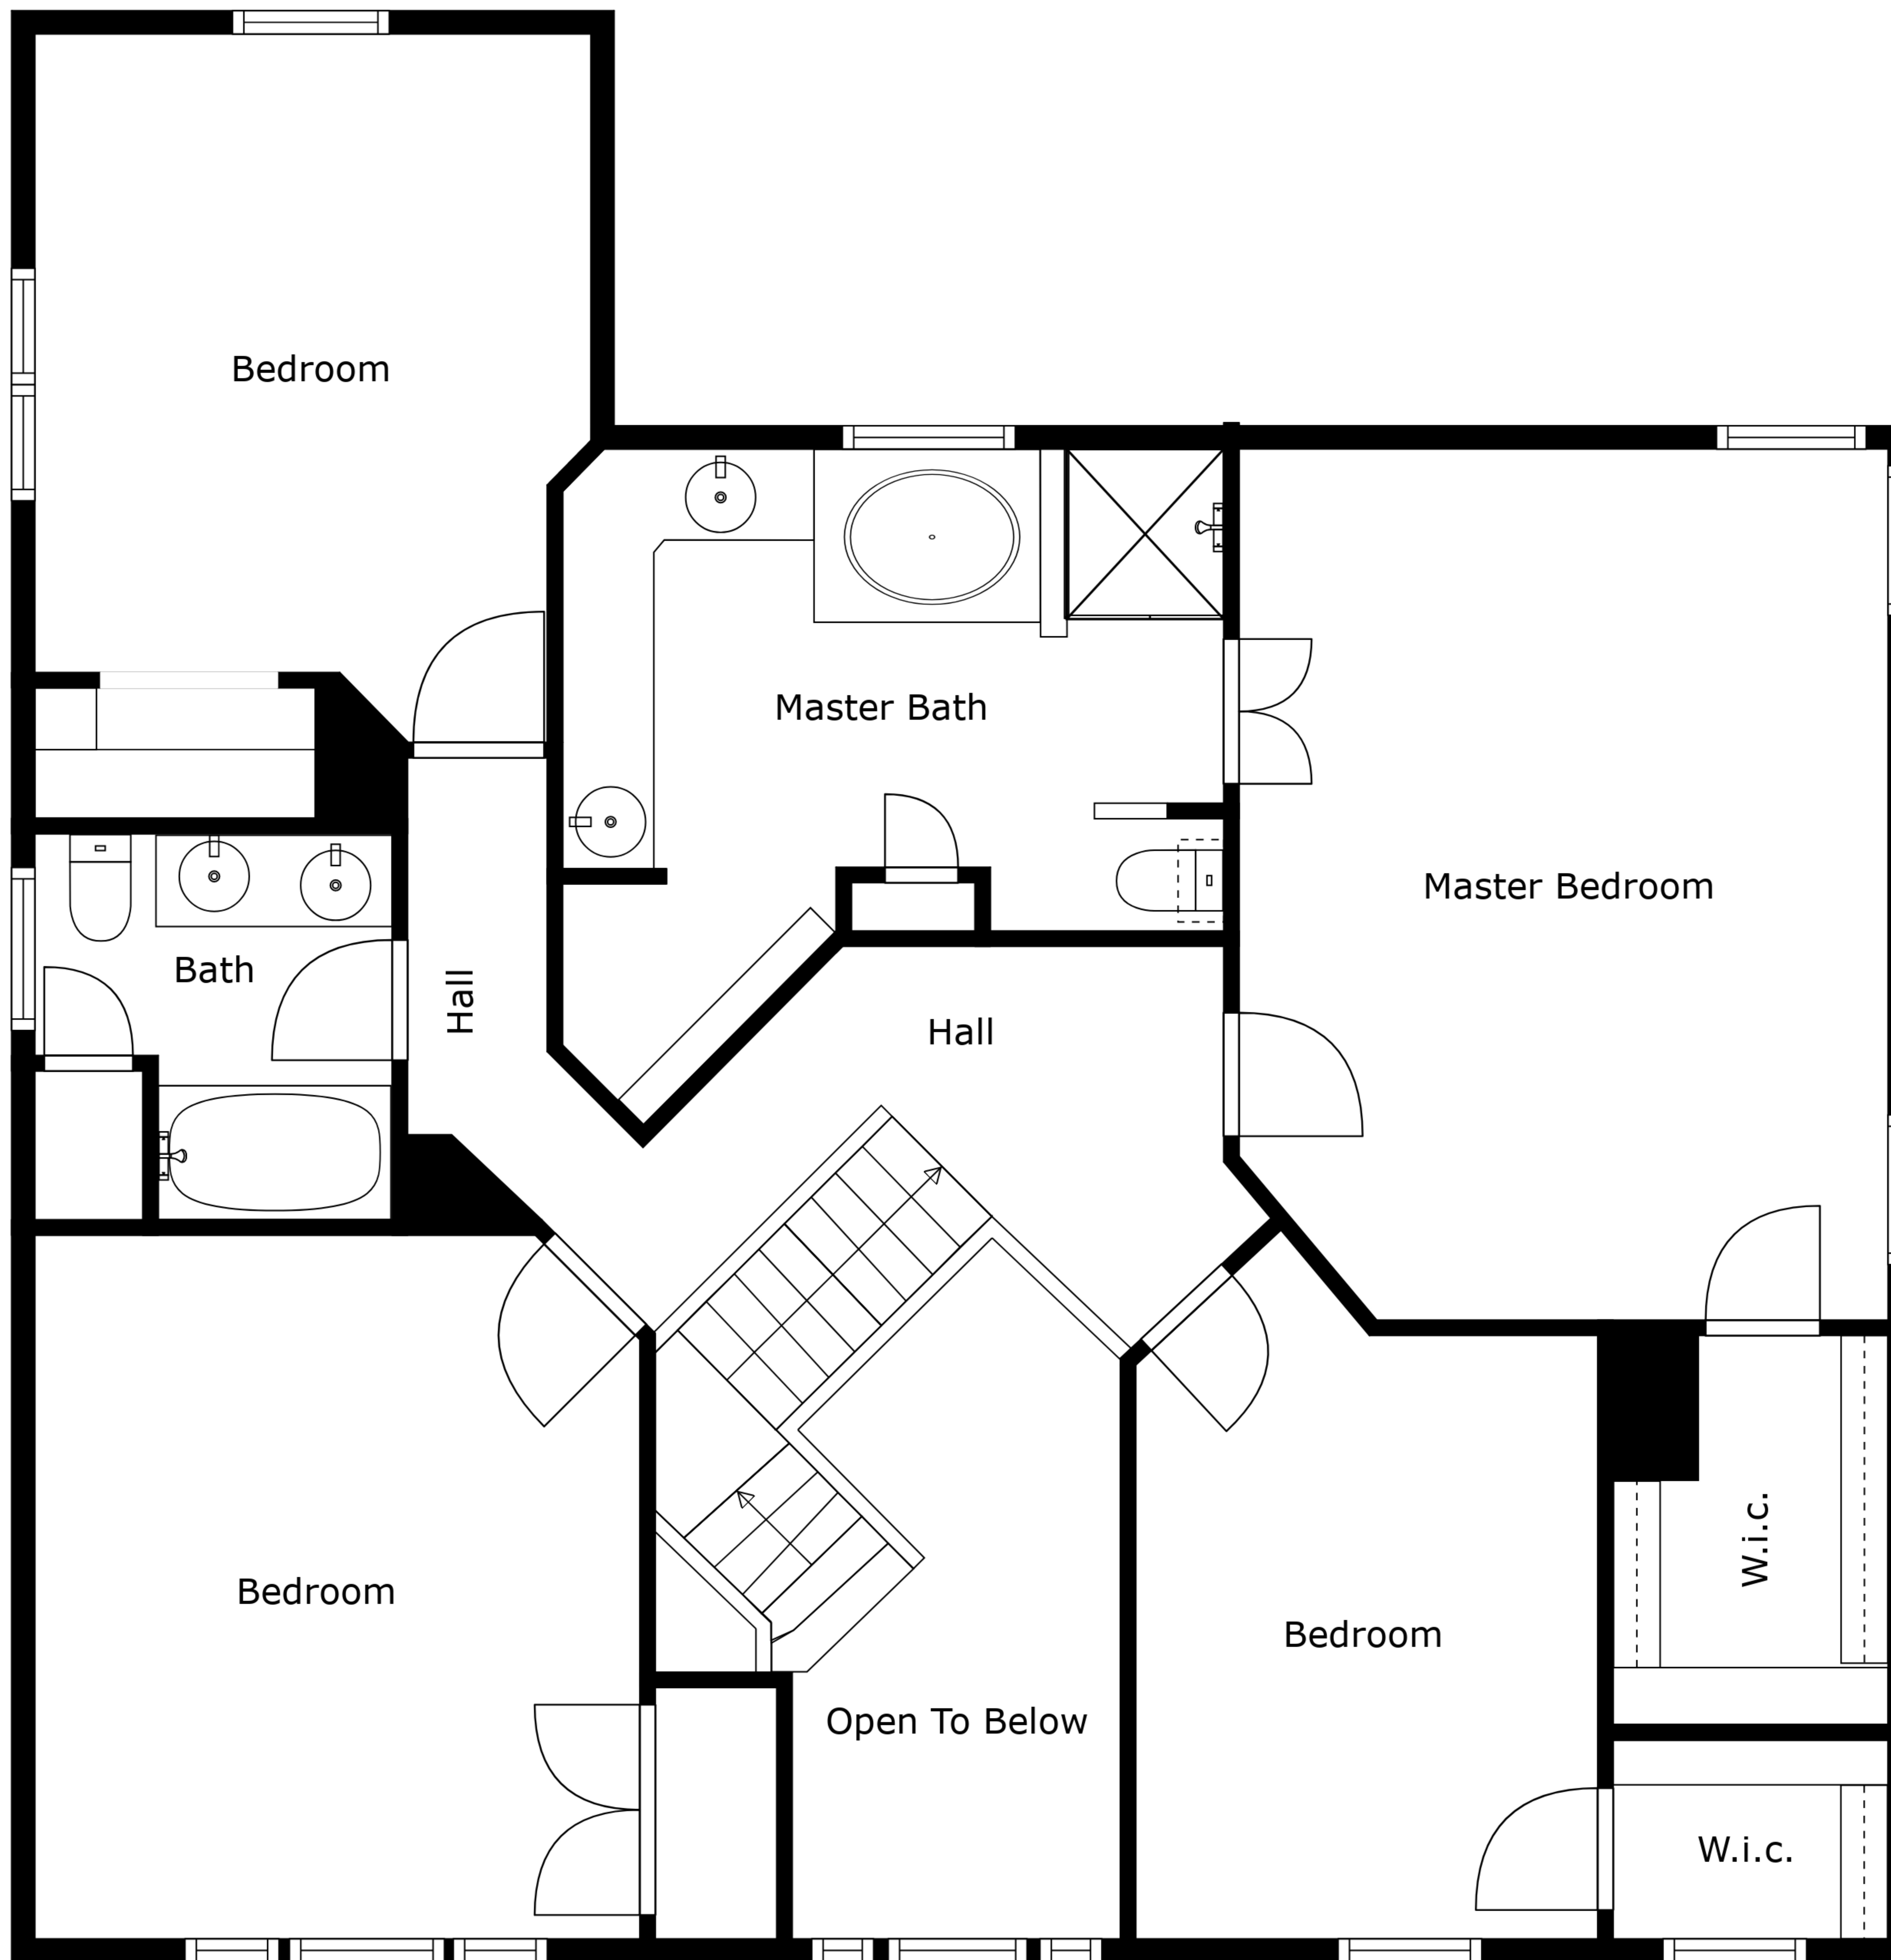 Bedroom
Master Bath
Master Bedroom
Bath
Hall
Hall
W.i.c.
Bedroom
Bedroom
Open To Below
W.i.c.